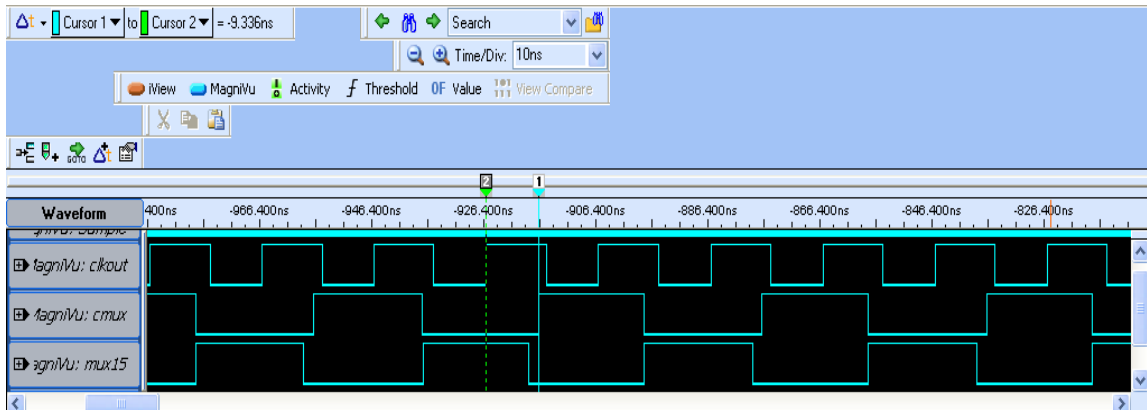 Δt Cursor 1 to Cursor 2 = -9.336ns Search
Time/Div: 10ns
iView MagniVu Activity Threshold 0F Value View Compare
2 1
Waveform 400ns -966.400ns -946.400ns -926.400ns -906.400ns -886.400ns -866.400ns -846.400ns -826.400ns
MagniVu: clkout
MagniVu: cmux
agniVu: mux15